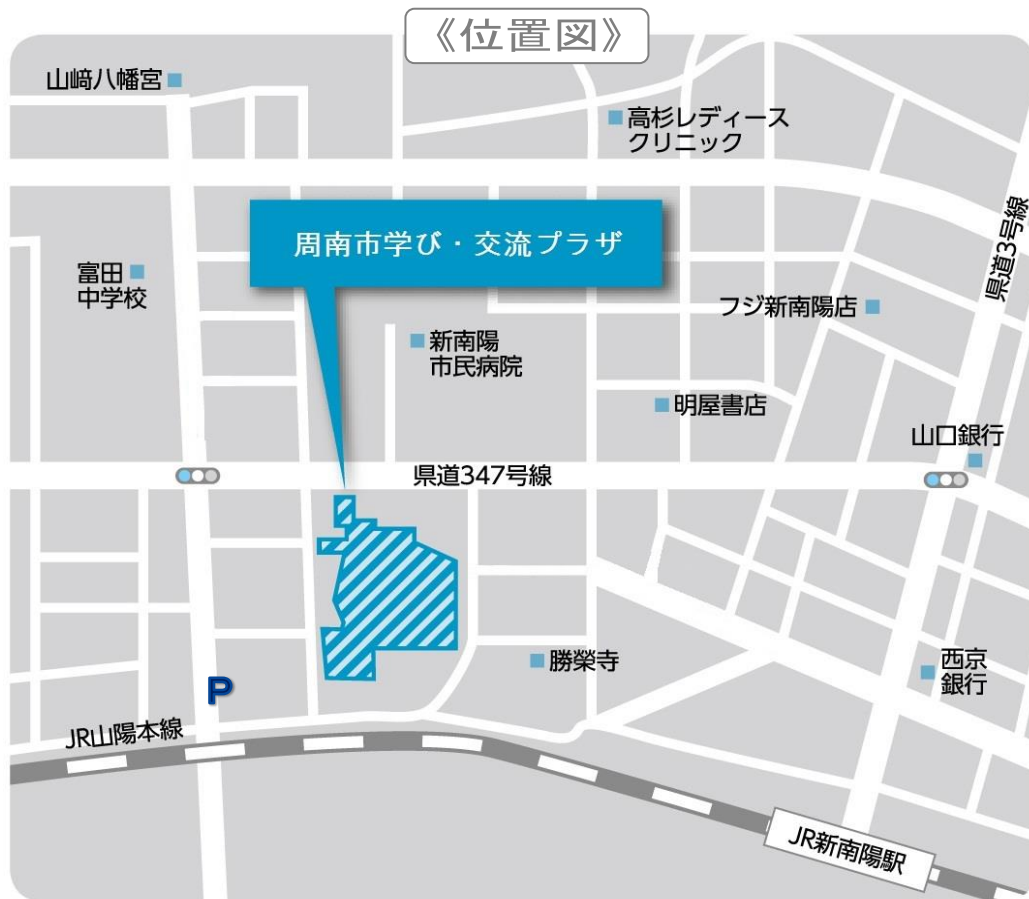 《位置図》
山﨑八幡宮
高杉レディース
クリニック
県道3号線
周南市学び・交流プラザ
富田
中学校
フジ新南陽店
新南陽
市民病院
明屋書店
山口銀行
県道347号線
勝榮寺
西京
銀行
P
JR山陽本線
JR新南陽駅